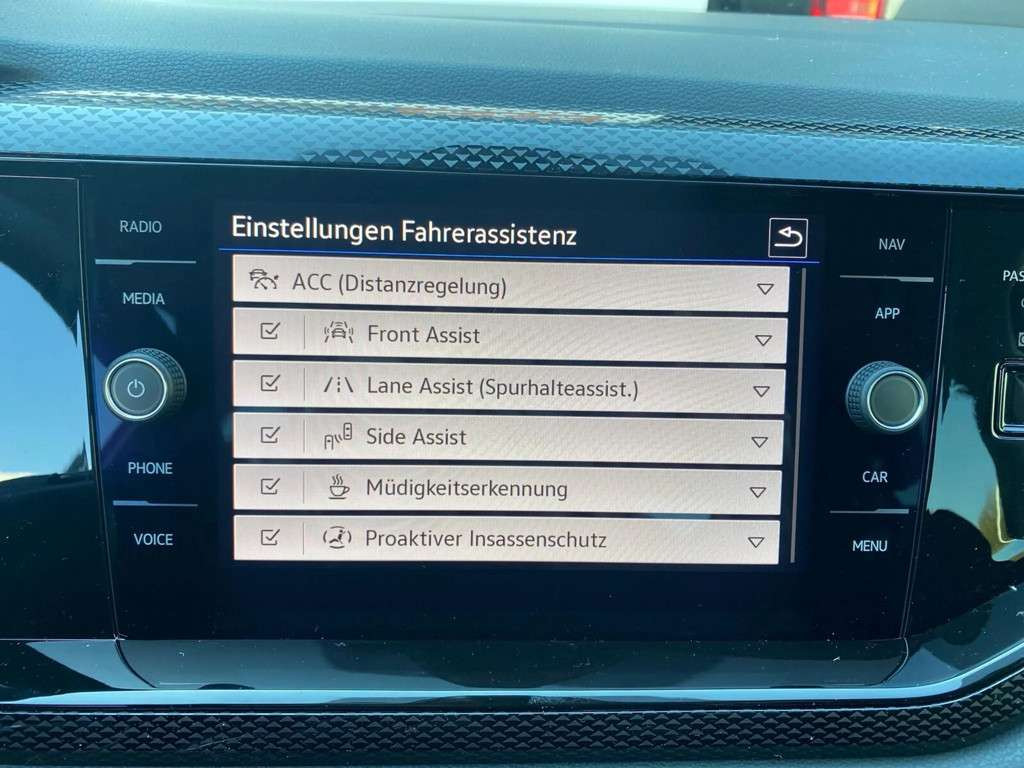 RADIO
MEDIA
PHONE
VOICE
Einstellungen Fahrerassistenz
ACC (Distanzregelung)
Front Assist
Lane Assist (Spurhalteassist.)
Side Assist
Müdigkeitserkennung
Proaktiver Insassenschutz
NAV
APP
CAR
MENU